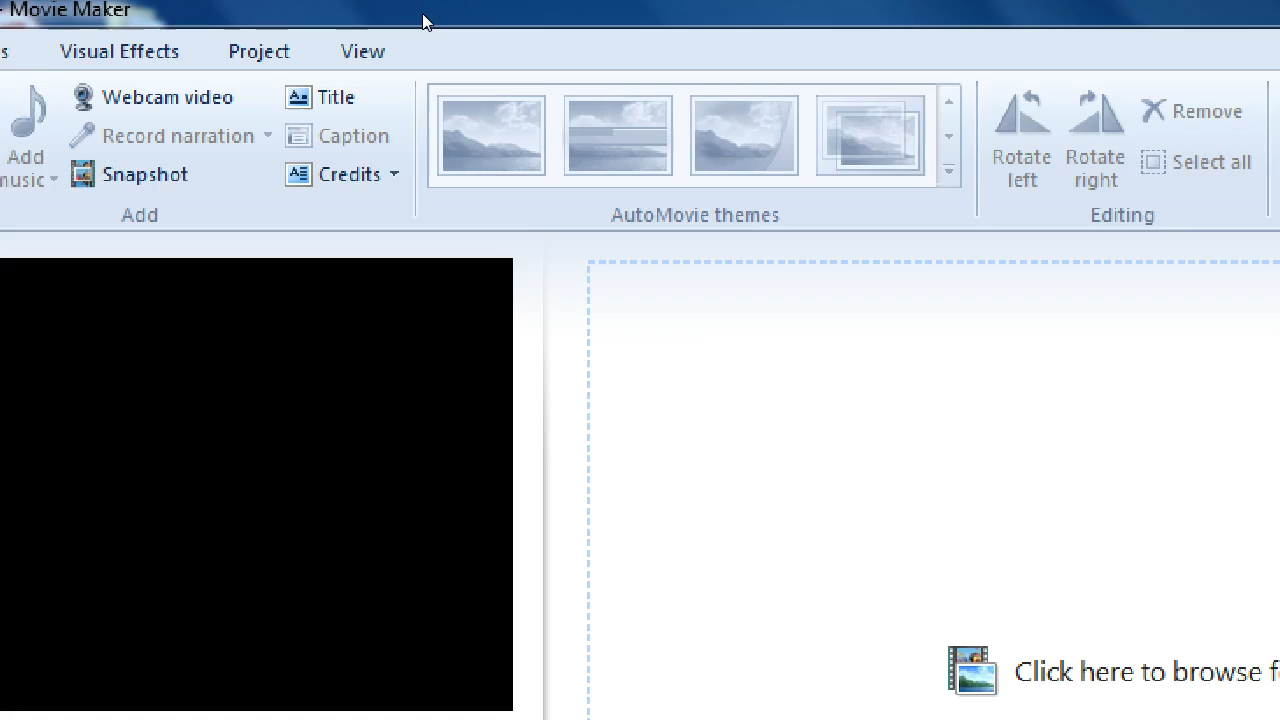 - Movie Maker
s Visual Effects Project View
Webcam video Title
Record narration Caption
Snapshot Credits
Add
music
Add
AutoMovie themes
Rotate
left
Rotate
right
Remove
Select all
Editing
Click here to browse f